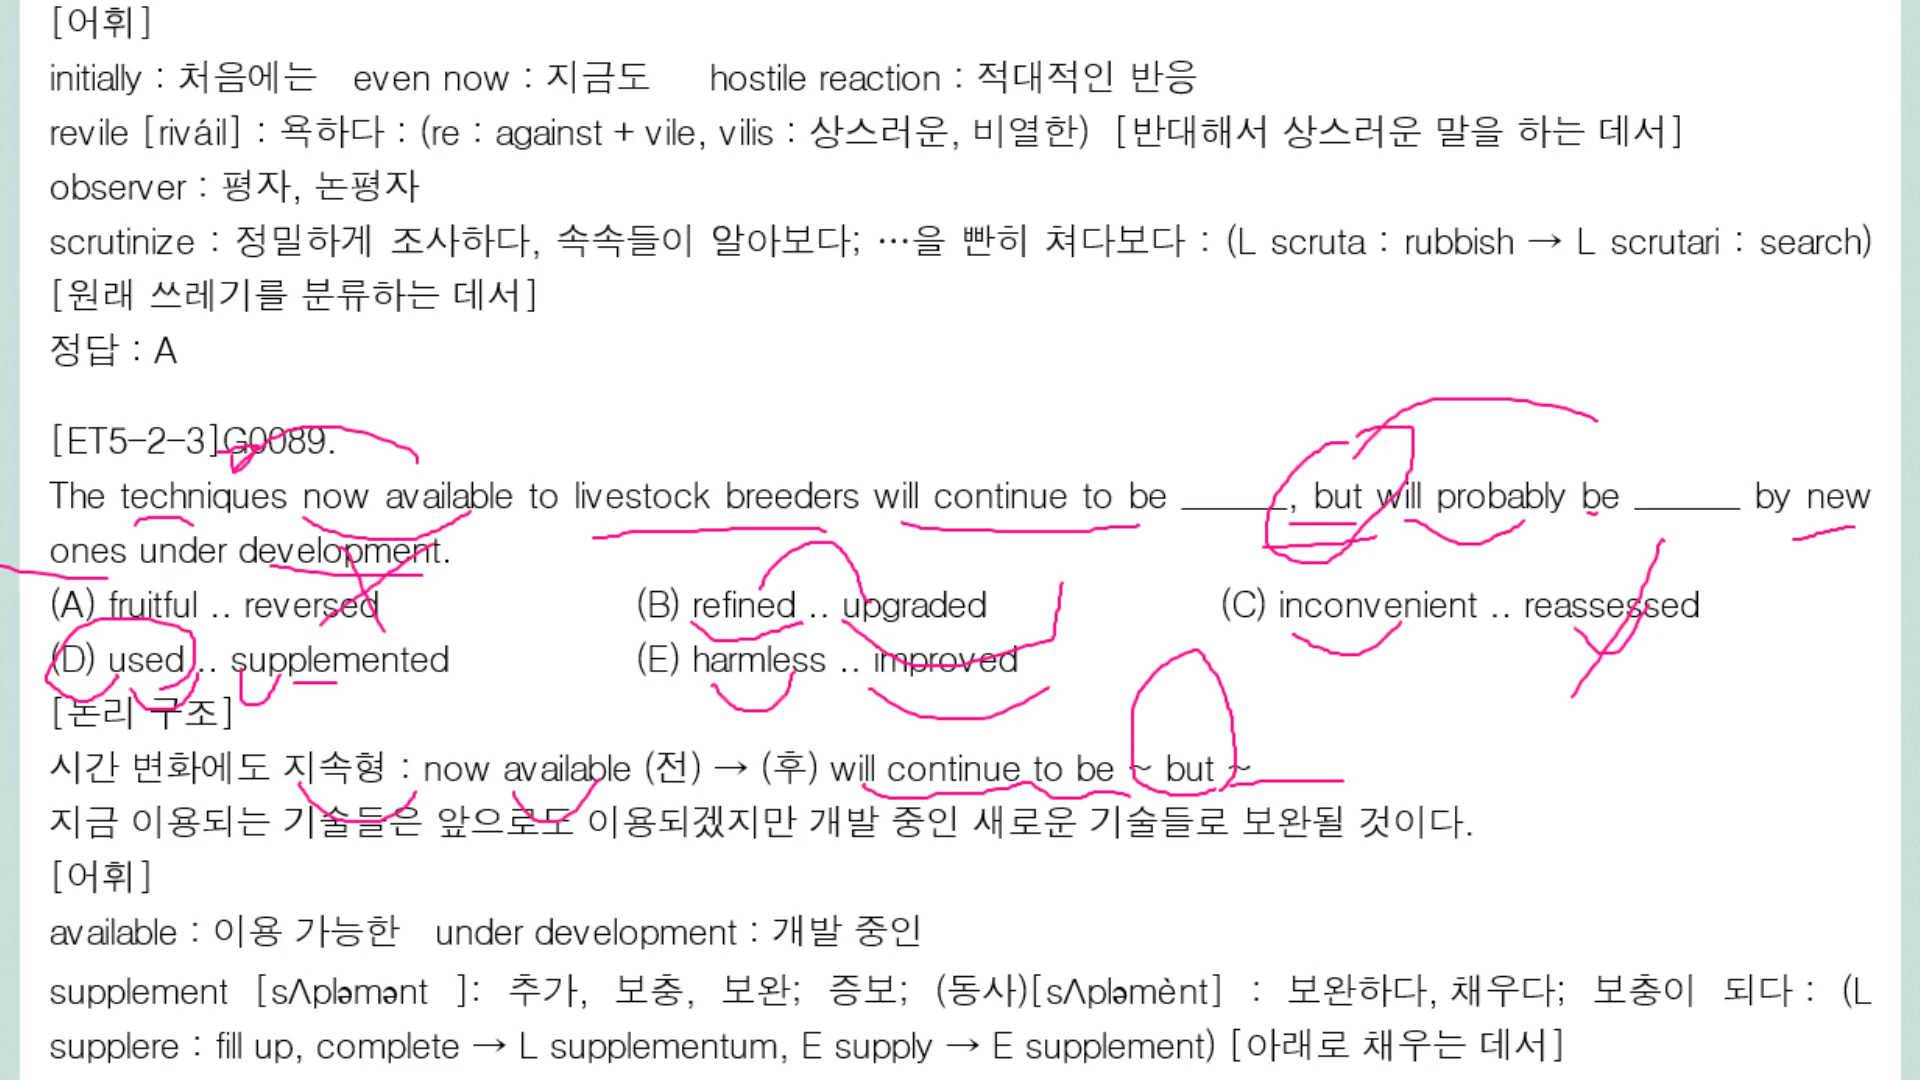 [어휘]
initially : 처음에는 even now : 지금도 hostile reaction : 적대적인 반응
revile [riváil] : 욕하다 : (re : against + vile, vilis : 상스러운, 비열한) [반대해서 상스러운 말을 하는 데서]
observer : 평자, 논평자
scrutinize : 정밀하게 조사하다, 속속들이 알아보다; …을 빤히 쳐다보다 : (L scruta : rubbish → L scrutari : search)
[원래 쓰레기를 분류하는 데서]
정답 : A
[ET5-2-3]G0089.
The techniques now available to livestock breeders will continue to be ______, but will probably be ______ by new
ones under development.
(A) fruitful .. reversed (B) refined .. upgraded (C) inconvenient .. reassessed
(D) used .. supplemented (E) harmless .. improved
[논리 구조]
시간 변화에도 지속형 : now available (전) → (후) will continue to be ~ but ~
지금 이용되는 기술들은 앞으로도 이용되겠지만 개발 중인 새로운 기술들로 보완될 것이다.
[어휘]
available : 이용 가능한 under development : 개발 중인
supplement [sʌ́pləmənt ]: 추가, 보충, 보완; 증보; (동사)[sʌ́pləmènt] : 보완하다, 채우다; 보충이 되다 : (L
supplere : fill up, complete → L supplementum, E supply → E supplement) [아래로 채우는 데서]